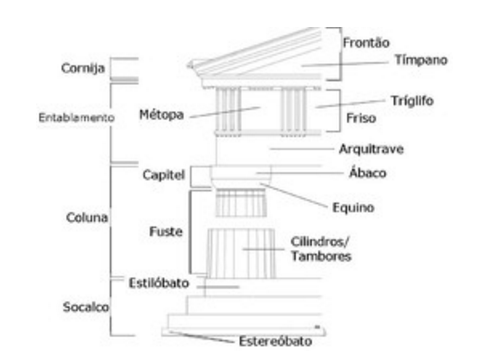 Frontão
Cornija
Tímpano
Entablamento
Métopa
Tríglifo
Friso
Arquitrave
Capitel
Ábaco
Equino
Coluna
Fuste
Cilindros/
Tambores
Estilóbato
Socalco
Estereóbato